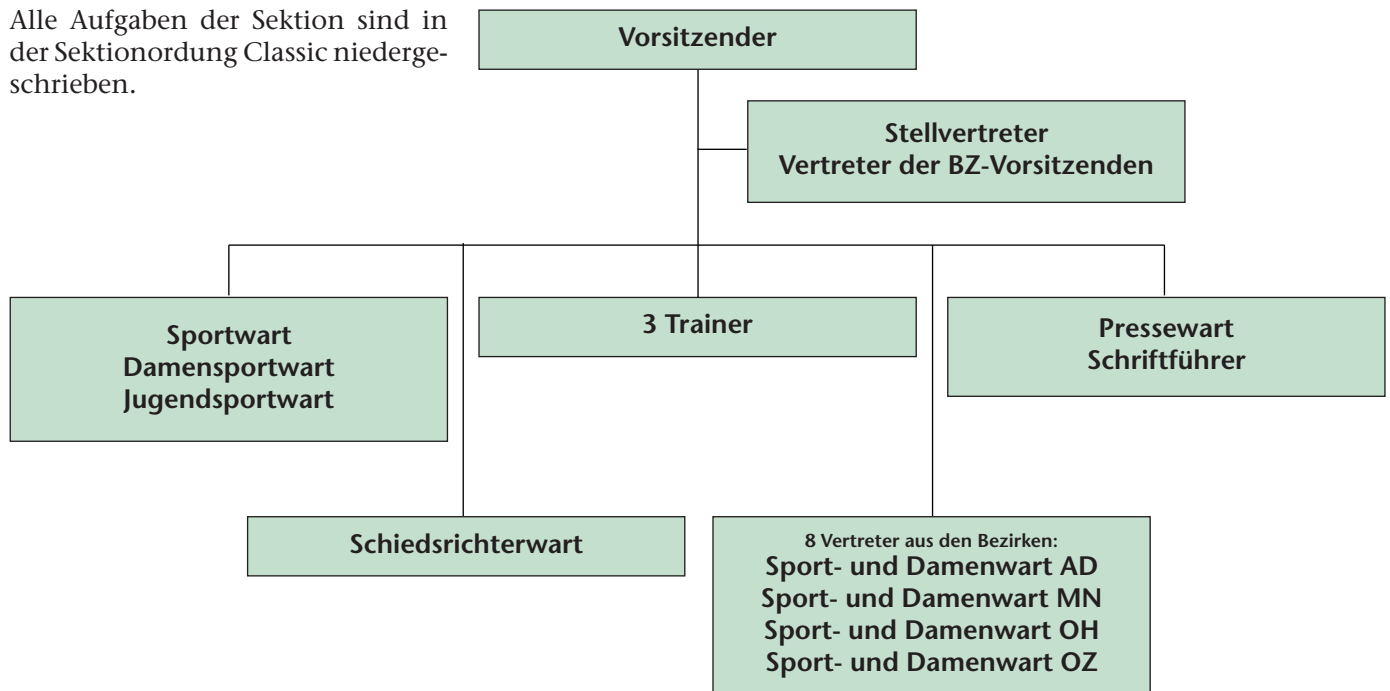 Alle Aufgaben der Sektion sind in
der Sektionordung Classic niederge-
schrieben.
Vorsitzender
Stellvertreter
Vertreter der BZ-Vorsitzenden
Sportwart
Damensportwart
Jugendsportwart
3 Trainer
Pressewart
Schriftführer
Schiedsrichterwart
8 Vertreter aus den Bezirken:
Sport- und Damenwart AD
Sport- und Damenwart MN
Sport- und Damenwart OH
Sport- und Damenwart OZ